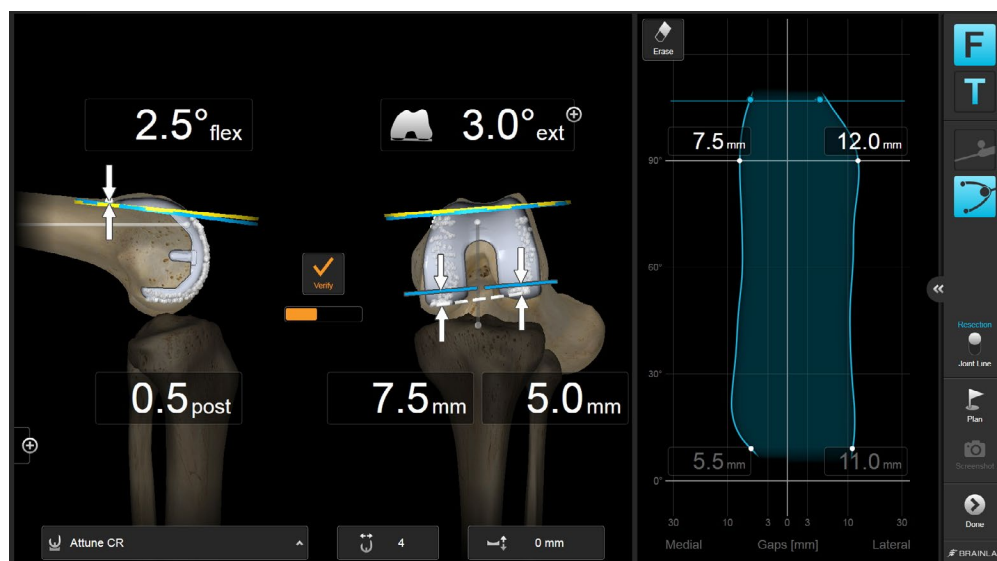 2.5° flex
3.0° ext
Verify
0.5 post
7.5 mm
5.0 mm
Attune CR
4
0 mm
Erase
7.5 mm
12.0 mm
90°
60°
30°
5.5 mm
11.0 mm
0°
30 10 3 0 3 10 30
Medial Gaps [mm] Lateral
F
T
Resection
Joint Line
Plan
Screenshot
Done
BRAINLA